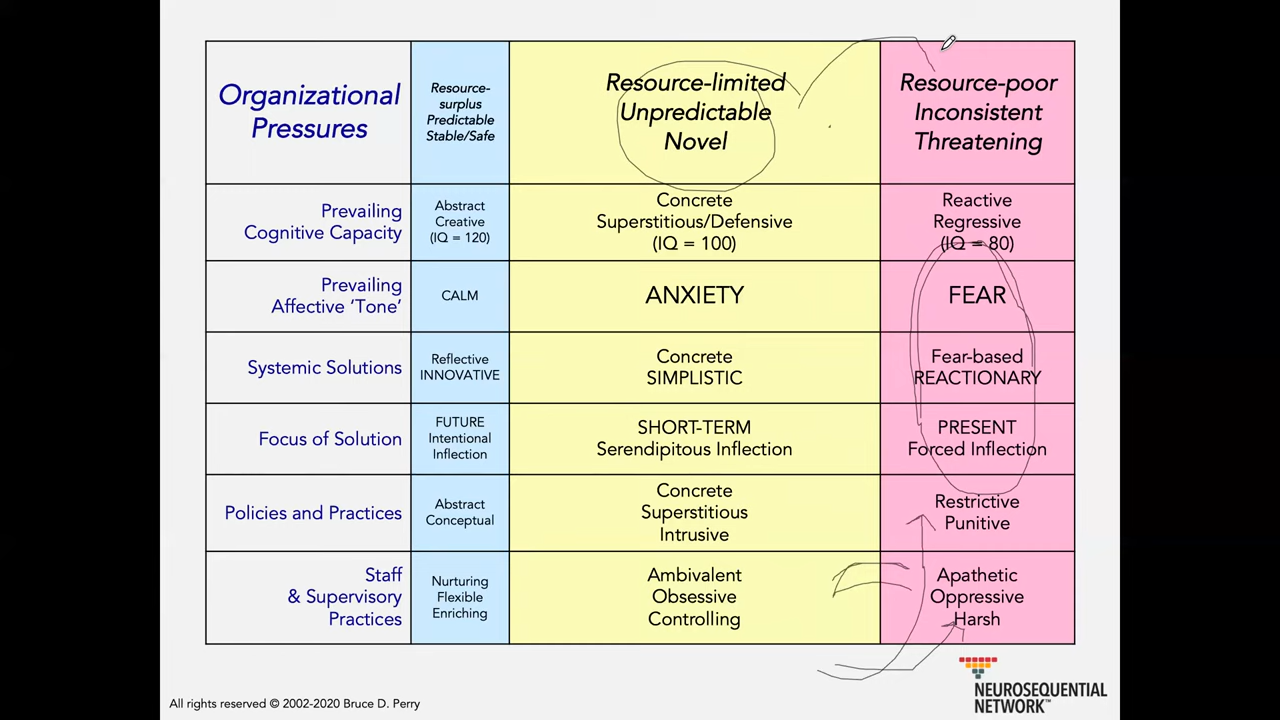 Organizational
Pressures
Resource-
surplus
Predictable
Stable/Safe
Resource-limited
Unpredictable
Novel
Resource-poor
Inconsistent
Threatening
Prevailing
Cognitive Capacity
Abstract
Creative
(IQ = 120)
Concrete
Superstitious/Defensive
(IQ = 100)
Reactive
Regressive
(IQ = 80)
Prevailing
Affective ‘Tone’
CALM
ANXIETY
FEAR
Systemic Solutions
Reflective
INNOVATIVE
Concrete
SIMPLISTIC
Fear-based
REACTIONARY
Focus of Solution
FUTURE
Intentional
Inflection
SHORT-TERM
Serendipitous Inflection
PRESENT
Forced Inflection
Policies and Practices
Abstract
Conceptual
Concrete
Superstitious
Intrusive
Restrictive
Punitive
Staff
& Supervisory
Practices
Nurturing
Flexible
Enriching
Ambivalent
Obsessive
Controlling
Apathetic
Oppressive
Harsh
All rights reserved © 2002-2020 Bruce D. Perry
NEUROSEQUENTIAL
NETWORK™